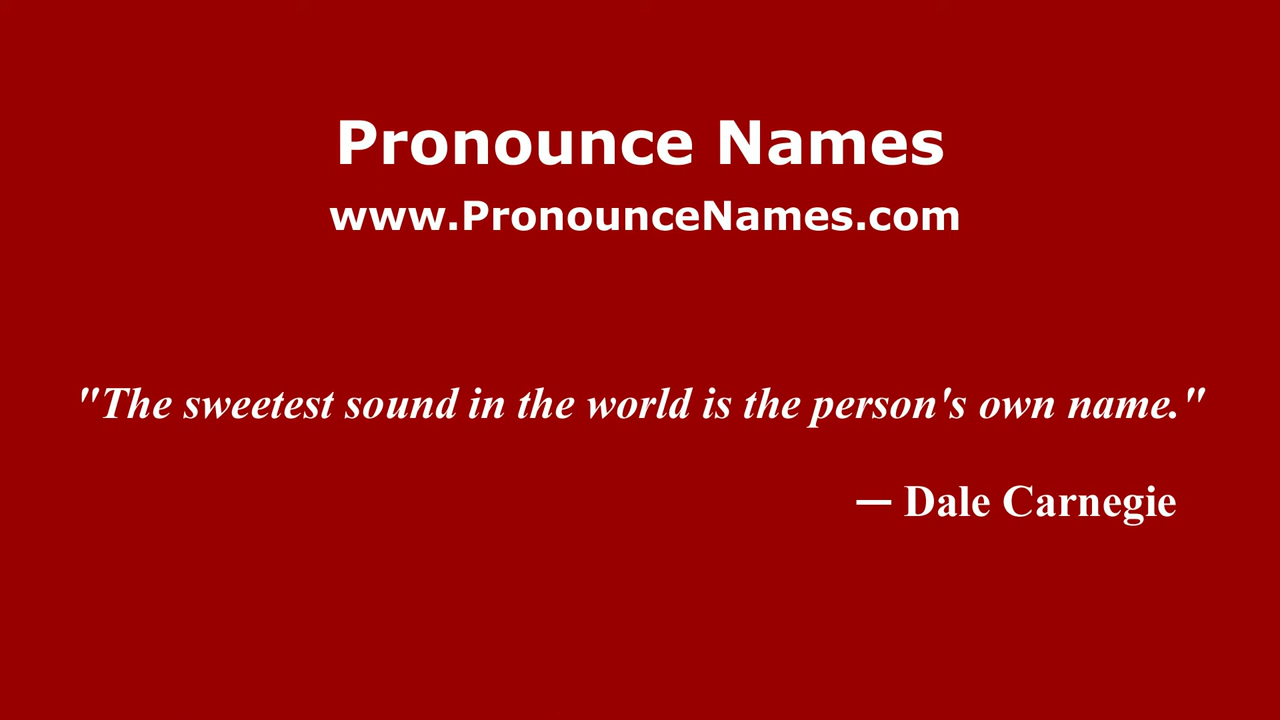 Pronounce Names
www.PronounceNames.com
"The sweetest sound in the world is the person's own name."
— Dale Carnegie